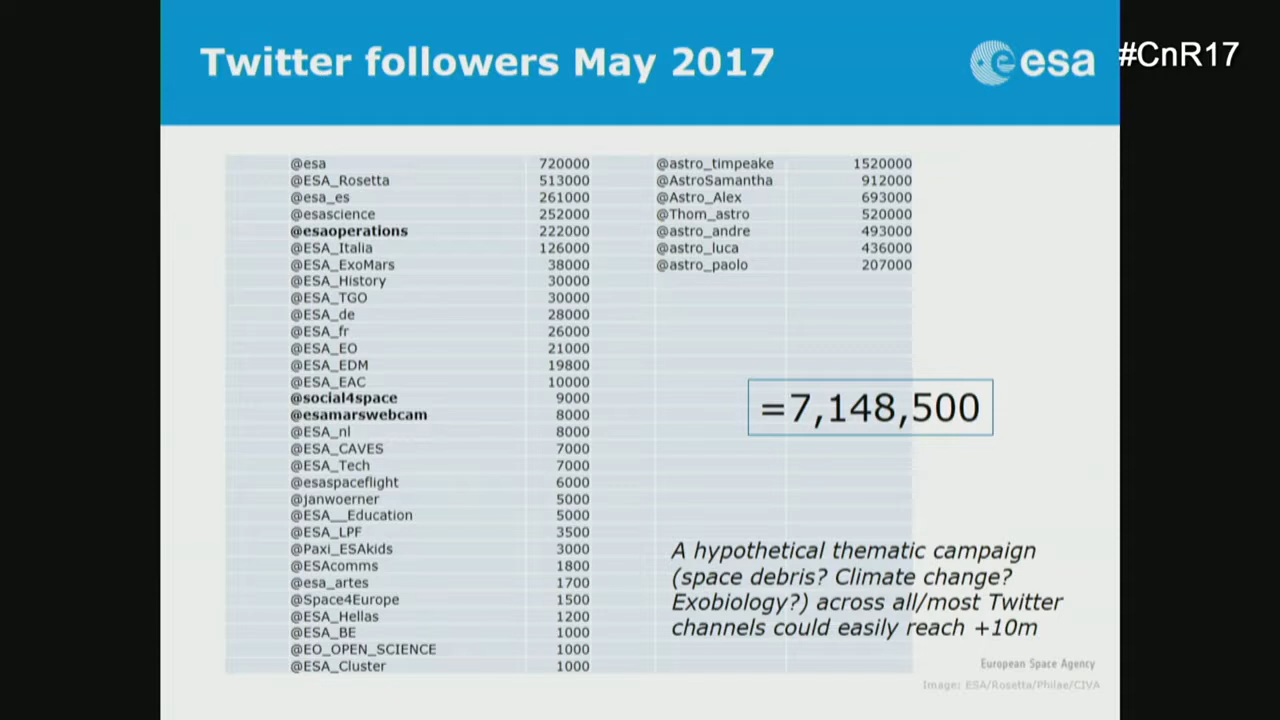 Twitter followers May 2017
esa
#CnR17
@esa 720000
@ESA_Rosetta 513000
@esa_es 261000
@esascience 252000
@esaoperations 222000
@ESA_Italia 126000
@ESA_ExoMars 38000
@ESA_History 30000
@ESA_TGO 30000
@ESA_de 28000
@ESA_fr 26000
@ESA_EO 21000
@ESA_EDM 19800
@ESA_EAC 10000
@social4space 9000
@esamarswebcam 8000
@ESA_nl 8000
@ESA_CAVES 7000
@ESA_Tech 7000
@esaspaceflight 6000
@janwoerner 5000
@ESA__Education 5000
@ESA_LPF 3500
@Paxi_ESAkids 3000
@ESAcomms 1800
@esa_artes 1700
@Space4Europe 1500
@ESA_Hellas 1200
@ESA_BE 1000
@EO_OPEN_SCIENCE 1000
@ESA_Cluster 1000
@astro_timpeake 1520000
@AstroSamantha 912000
@Astro_Alex 693000
@Thom_astro 520000
@astro_andre 493000
@astro_luca 436000
@astro_paolo 207000
=7,148,500
A hypothetical thematic campaign
(space debris? Climate change?
Exobiology?) across all/most Twitter
channels could easily reach +10m
European Space Agency
Image: ESA/Rosetta/Philae/CIVA